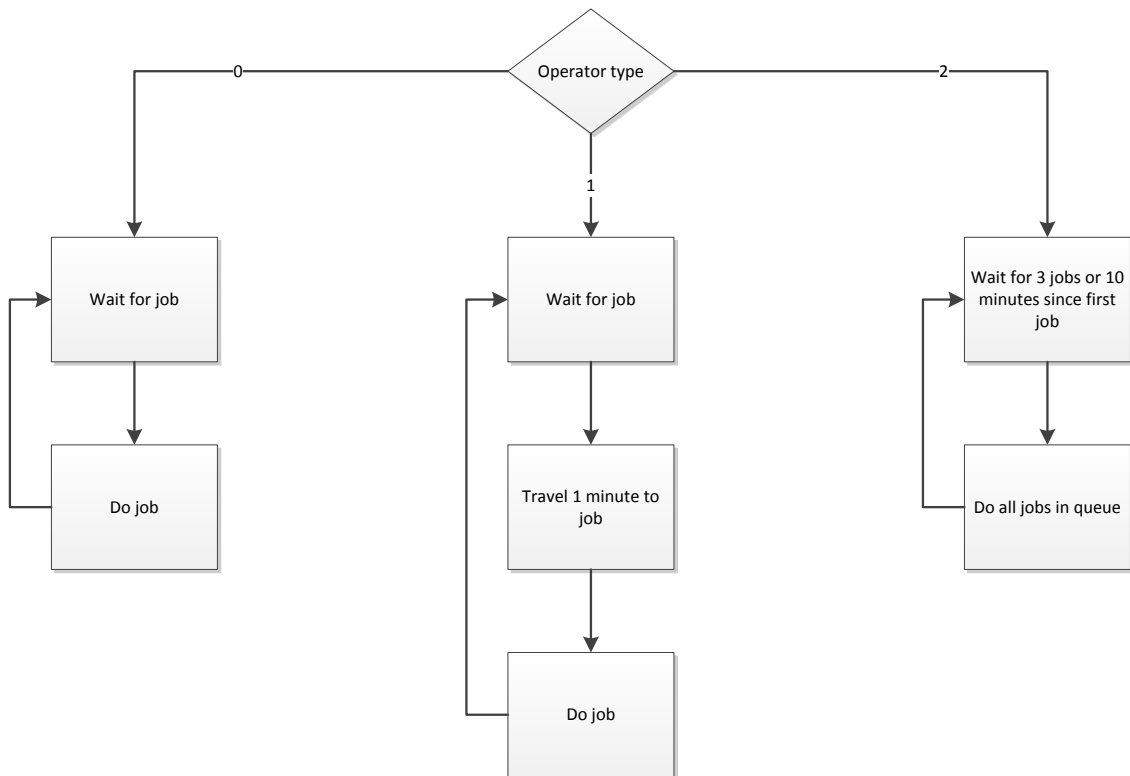 Operator type
0
2
1
Wait for job
Wait for job
Wait for 3 jobs or 10
minutes since first
job
Do job
Travel 1 minute to
job
Do all jobs in queue
Do job